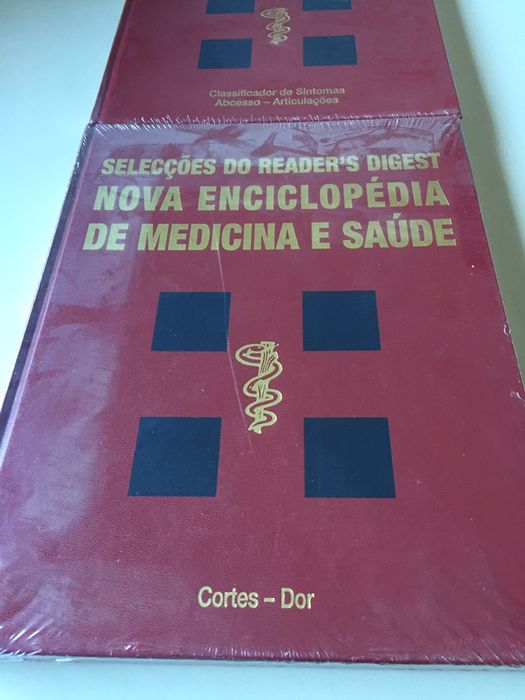 Classificador de Sintomas
Abcesso – Articulações
SELECÇÕES DO READER'S DIGEST
NOVA ENCICLOPÉDIA
DE MEDICINA E SAÚDE
Cortes – Dor